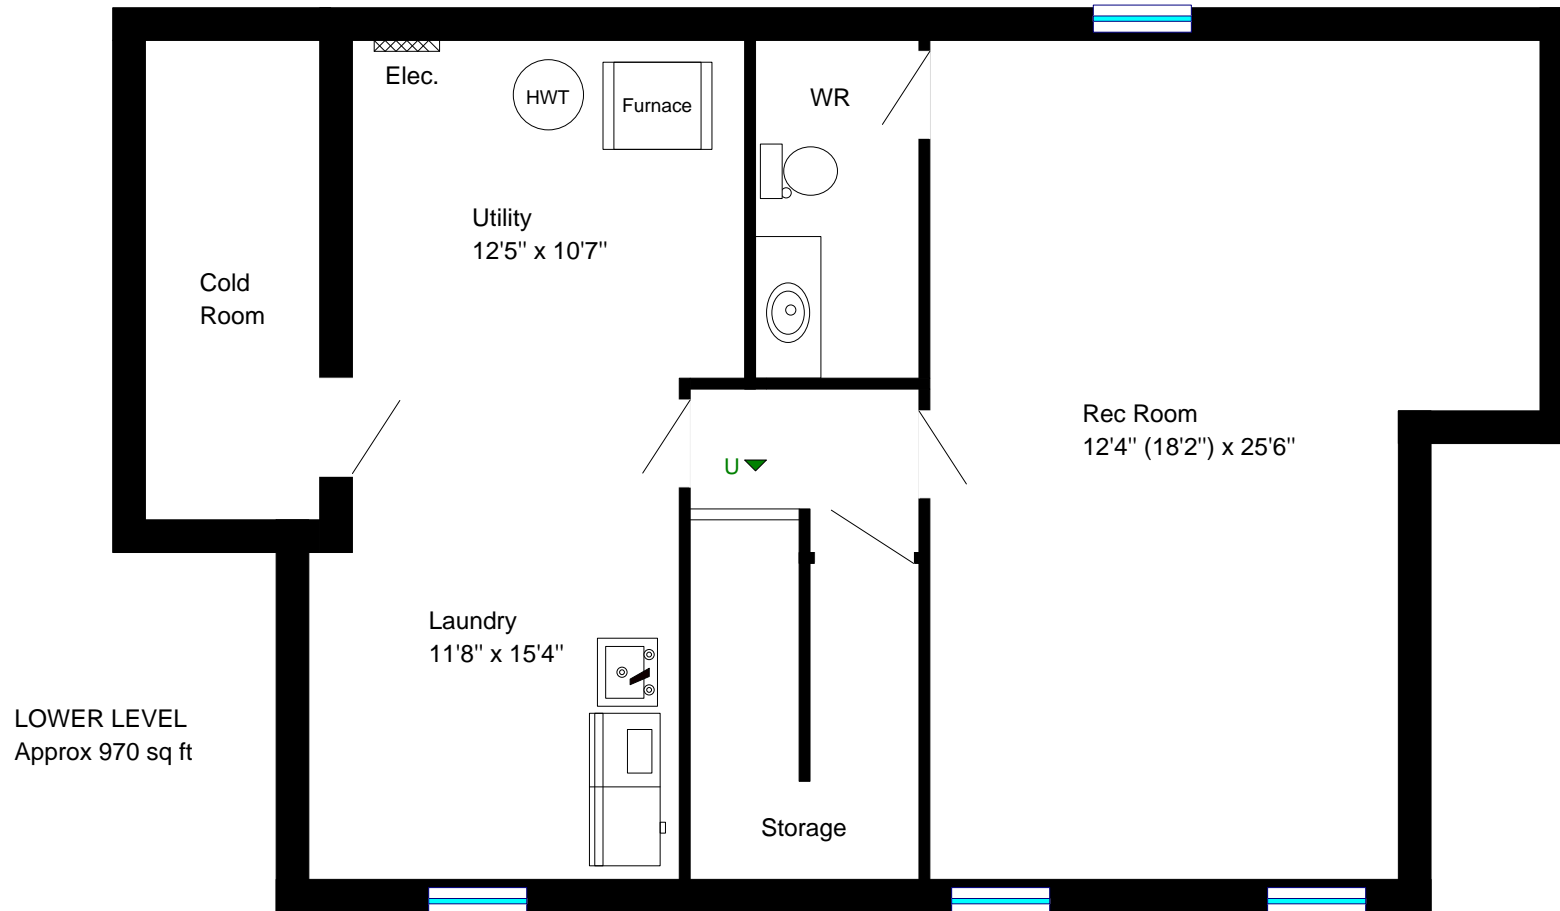 Elec.
HWT
Furnace
WR
Utility
12'5" x 10'7"
Cold
Room
Rec Room
12'4" (18'2") x 25'6"
U
Laundry
11'8" x 15'4"
LOWER LEVEL
Approx 970 sq ft
Storage